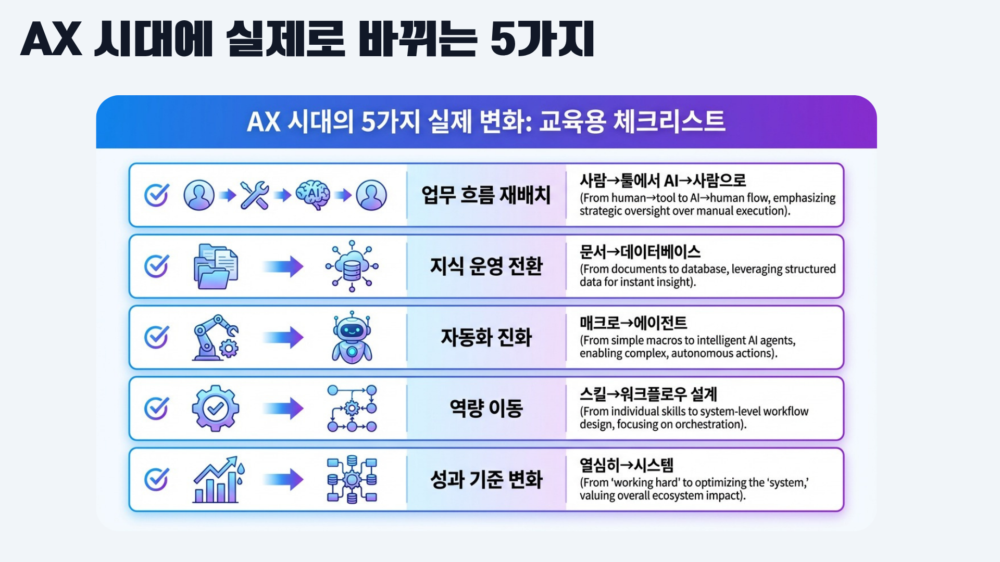 AX 시대에 실제로 바뀌는 5가지
AX 시대의 5가지 실제 변화: 교육용 체크리스트
AI
업무 흐름 재배치
사람→툴에서 AI→사람으로
(From human→tool to AI→human flow, emphasizing
strategic oversight over manual execution).
지식 운영 전환
문서→데이터베이스
(From documents to database, leveraging structured
data for instant insight).
자동화 진화
매크로→에이전트
(From simple macros to intelligent AI agents,
enabling complex, autonomous actions).
역량 이동
스킬→워크플로우 설계
(From individual skills to system-level workflow
design, focusing on orchestration).
성과 기준 변화
열심히→시스템
(From ‘working hard’ to optimizing the ‘system,’
valuing overall ecosystem impact).